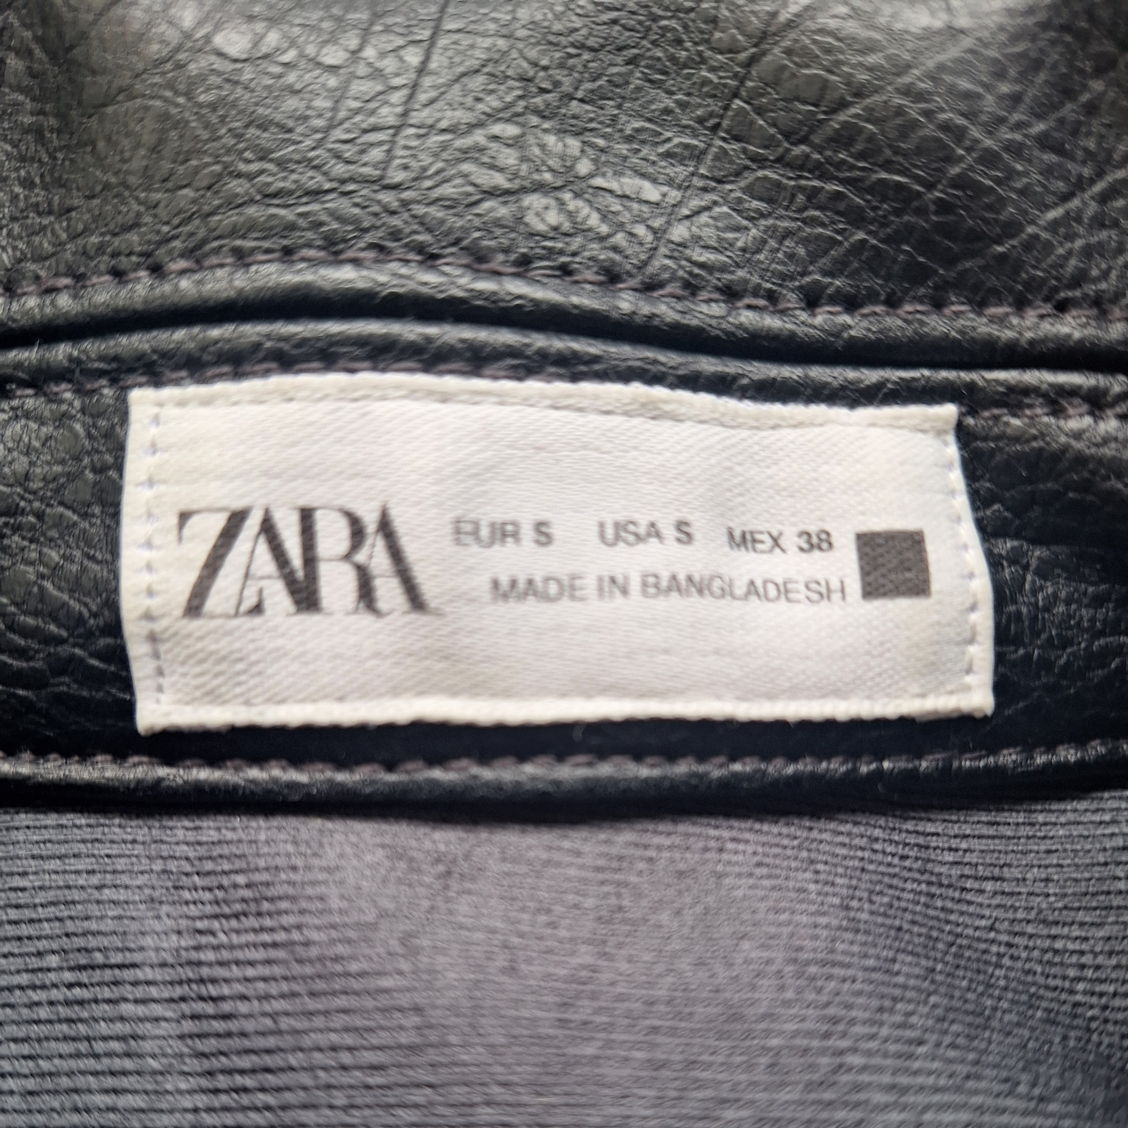 ZARA
EUR S USA S MEX 38
MADE IN BANGLADESH